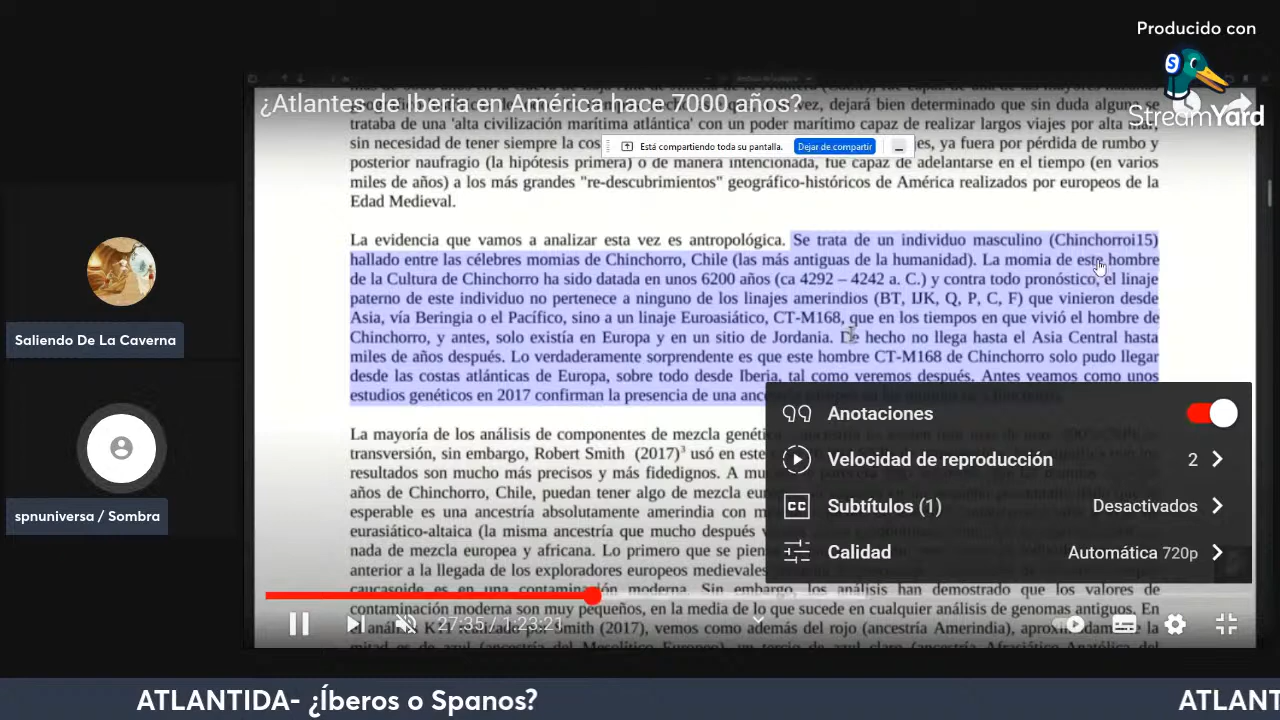 Producido con
StreamYard
¿Atlantes de Iberia en América hace 7000 años?
trataba de una 'alta civilización marítima atlántica' con un poder marítimo capaz de realizar largos viajes por alta mar,
sin necesidad de tener siempre la cos
Está compartiendo toda su pantalla.
Dejar de compartir
es, ya fuera por pérdida de rumbo y
posterior naufragio (la hipótesis primera) o de manera intencionada, fue capaz de adelantarse en el tiempo (en varios
miles de años) a los más grandes "re-descubrimientos" geográfico-históricos de América realizados por europeos de la
Edad Medieval.
La evidencia que vamos a analizar esta vez es antropológica. Se trata de un individuo masculino (Chinchorroi15)
hallado entre las célebres momias de Chinchorro, Chile (las más antiguas de la humanidad). La momia de este hombre
de la Cultura de Chinchorro ha sido datada en unos 6200 años (ca 4292 – 4242 a. C.) y contra todo pronóstico, el linaje
paterno de este individuo no pertenece a ninguno de los linajes amerindios (BT, IJK, Q, P, C, F) que vinieron desde
Asia, vía Beringia o el Pacífico, sino a un linaje Euroasiático, CT-M168, que en los tiempos en que vivió el hombre de
Chinchorro, y antes, solo existía en Europa y en un sitio de Jordania. De hecho no llega hasta el Asia Central hasta
miles de años después. Lo verdaderamente sorprendente es que este hombre CT-M168 de Chinchorro solo pudo llegar
desde las costas atlánticas de Europa, sobre todo desde Iberia, tal como veremos después. Antes veamos como unos
estudios genéticos en 2017 confirman la presencia de una
La mayoría de los análisis de componentes de mezcla
transversión, sin embargo, Robert Smith (2017)³ usó en
resultados son mucho más precisos y más fidedignos. A
años de Chinchorro, Chile, puedan tener algo de mezcla
esperable es una ancestría absolutamente amerindia con
eurasiático-altaica (la misma ancestría que mucho después
nada de mezcla europea y africana. Lo primero que se
anterior a la llegada de los exploradores europeos
caucasoide es en una contaminación moderna. Sin embargo, los análisis han demostrado que los valores de
contaminación moderna son muy pequeños, en la media de lo que sucede en cualquier análisis de genomas antiguos. En
Smith (2017), vemos como además del rojo (ancestría Amerindia),
Anotaciones
Velocidad de reproducción 2
Subtítulos (1) Desactivados
Calidad Automática 720p
27:35 / 1:23:21
Saliendo De La Caverna
spnuniversa / Sombra
ATLANTIDA- ¿Íberos o Spanos?
ATLANT